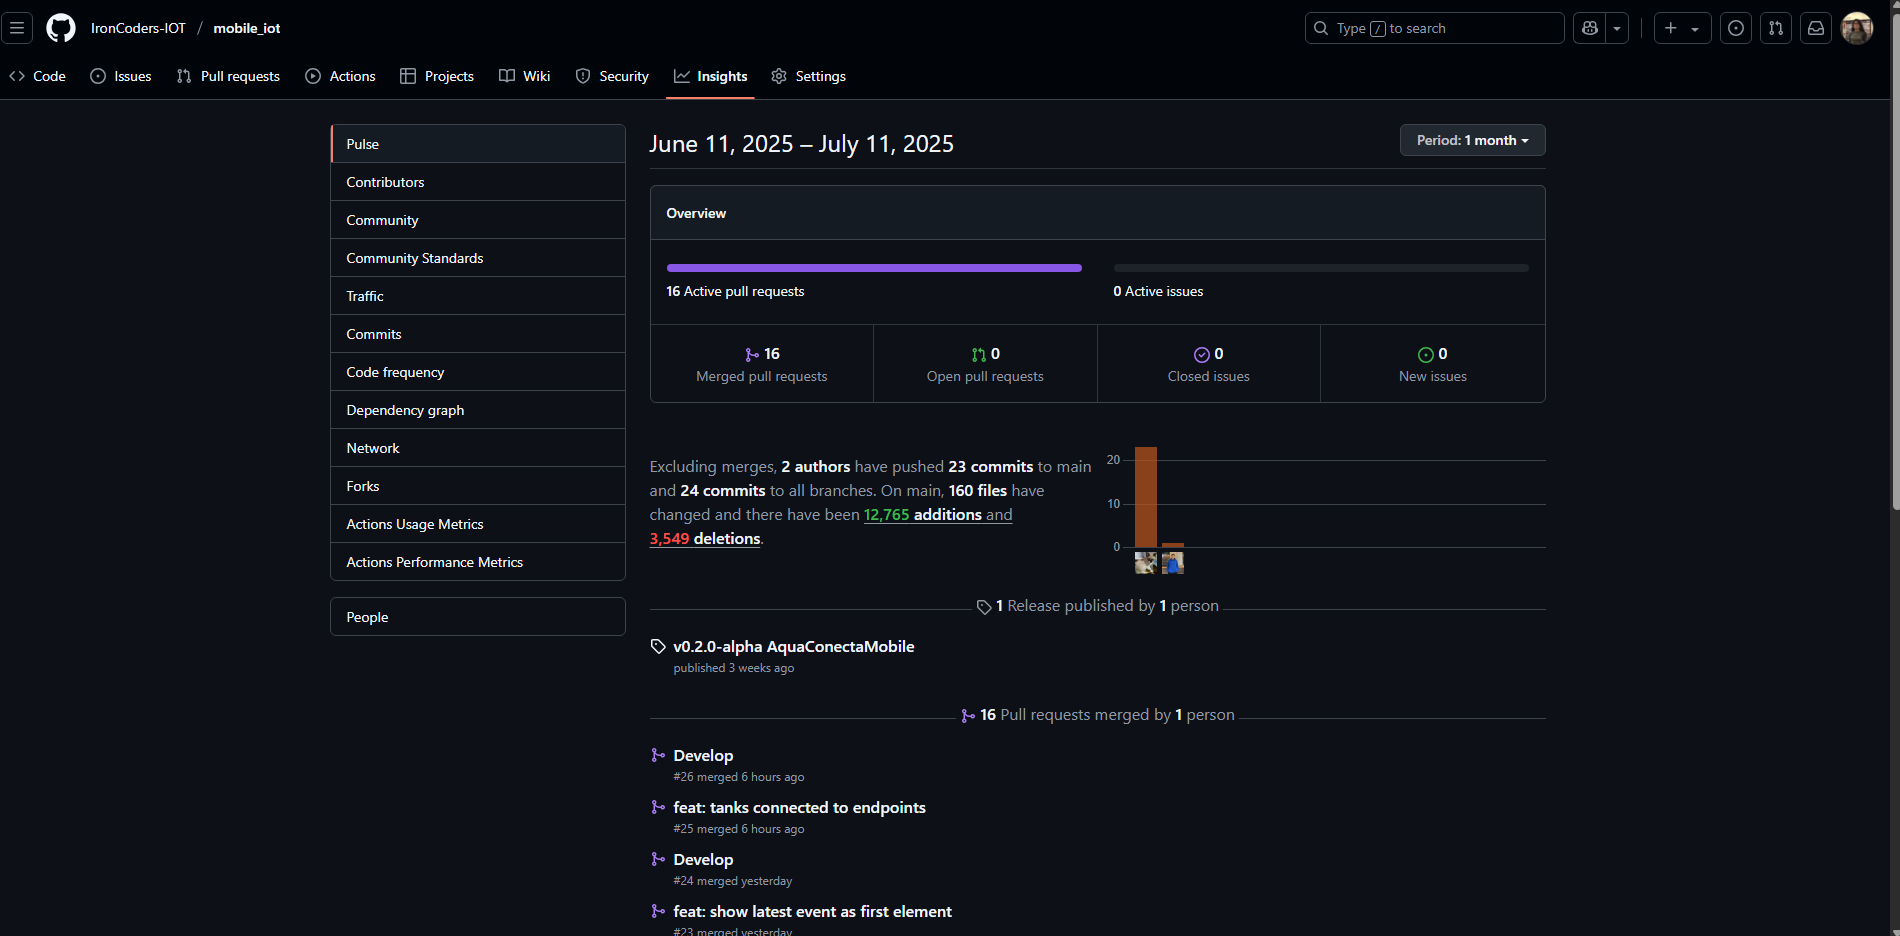 IronCoders-IOT / mobile_iot
Type / to search
Code Issues Pull requests Actions Projects Wiki Security Insights Settings
Pulse
Contributors
Community
Community Standards
Traffic
Commits
Code frequency
Dependency graph
Network
Forks
Actions Usage Metrics
Actions Performance Metrics
People
June 11, 2025 – July 11, 2025
Period: 1 month
Overview
16 Active pull requests
0 Active issues
16
Merged pull requests
0
Open pull requests
0
Closed issues
0
New issues
Excluding merges, 2 authors have pushed 23 commits to main
and 24 commits to all branches. On main, 160 files have
changed and there have been 12,765 additions and
3,549 deletions.
20
10
0
1 Release published by 1 person
v0.2.0-alpha AquaConectaMobile
published 3 weeks ago
16 Pull requests merged by 1 person
Develop
#26 merged 6 hours ago
feat: tanks connected to endpoints
#25 merged 6 hours ago
Develop
#24 merged yesterday
feat: show latest event as first element
#23 merged yesterday